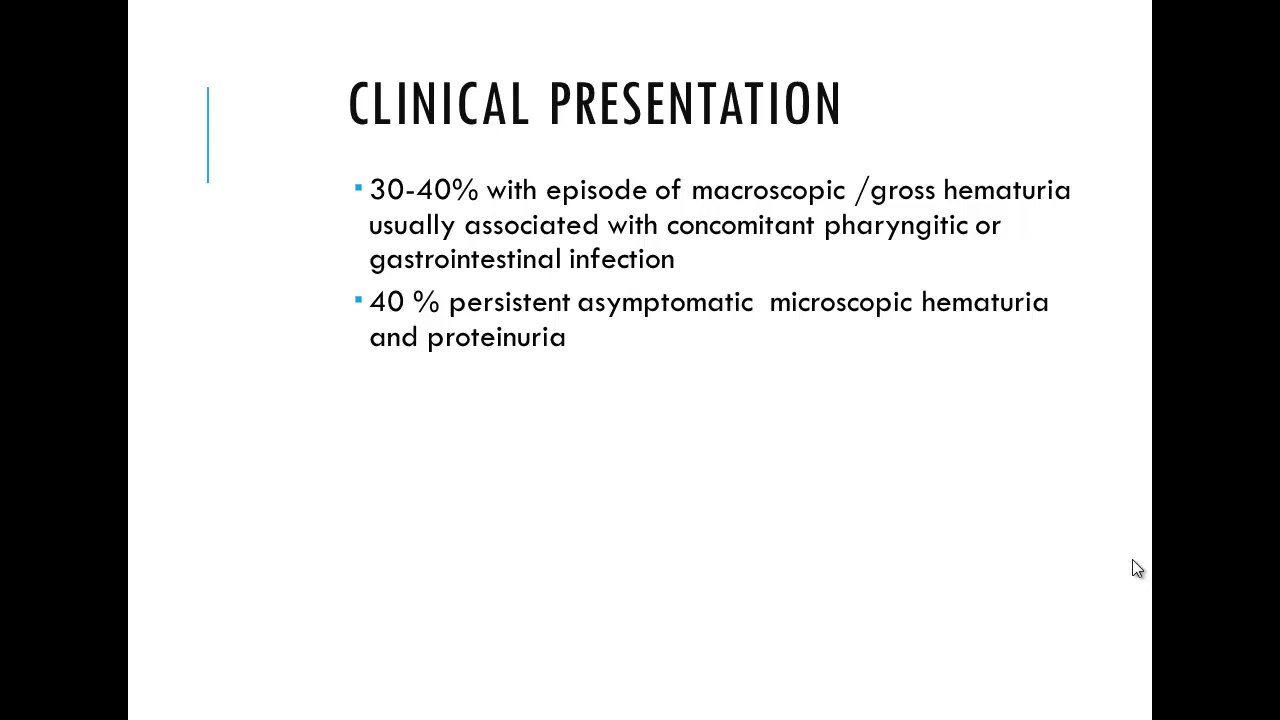 CLINICAL PRESENTATION
30-40% with episode of macroscopic /gross hematuria
usually associated with concomitant pharyngitic or
gastrointestinal infection
40 % persistent asymptomatic  microscopic hematuria
and proteinuria